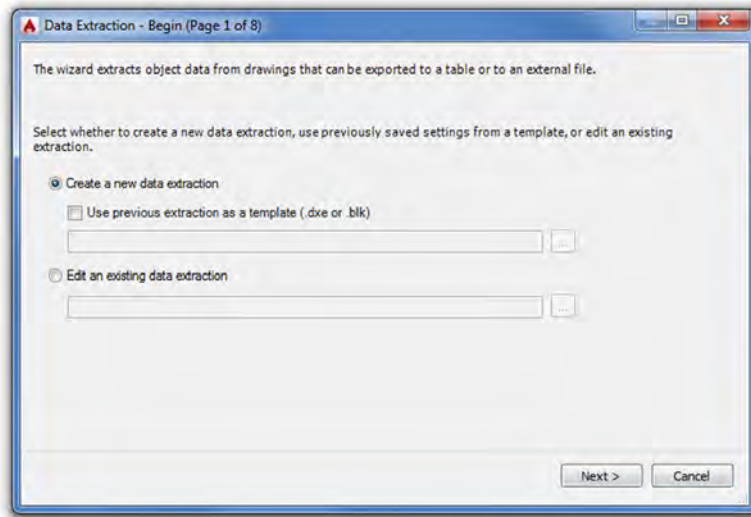 Data Extraction - Begin (Page 1 of 8)
The wizard extracts object data from drawings that can be exported to a table or to an external file.
Select whether to create a new data extraction, use previously saved settings from a template, or edit an existing
extraction.
Create a new data extraction
Use previous extraction as a template (.dxe or .blk)
...
Edit an existing data extraction
...
Next > Cancel